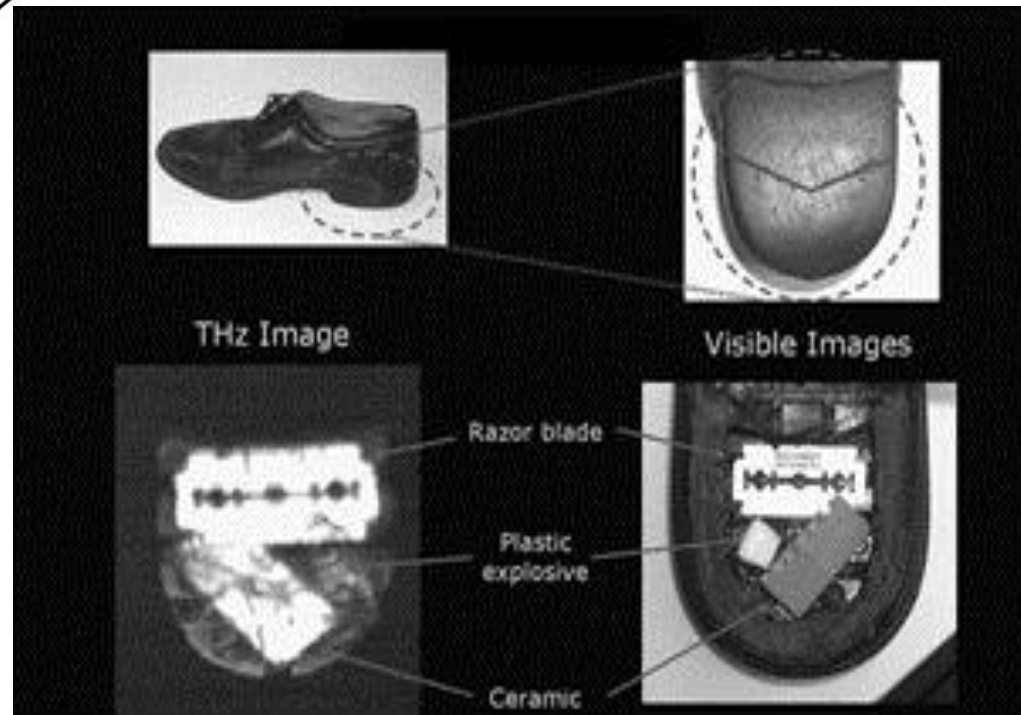 THz Image
Visible Images
Razor blade
Plastic
explosive
Ceramic